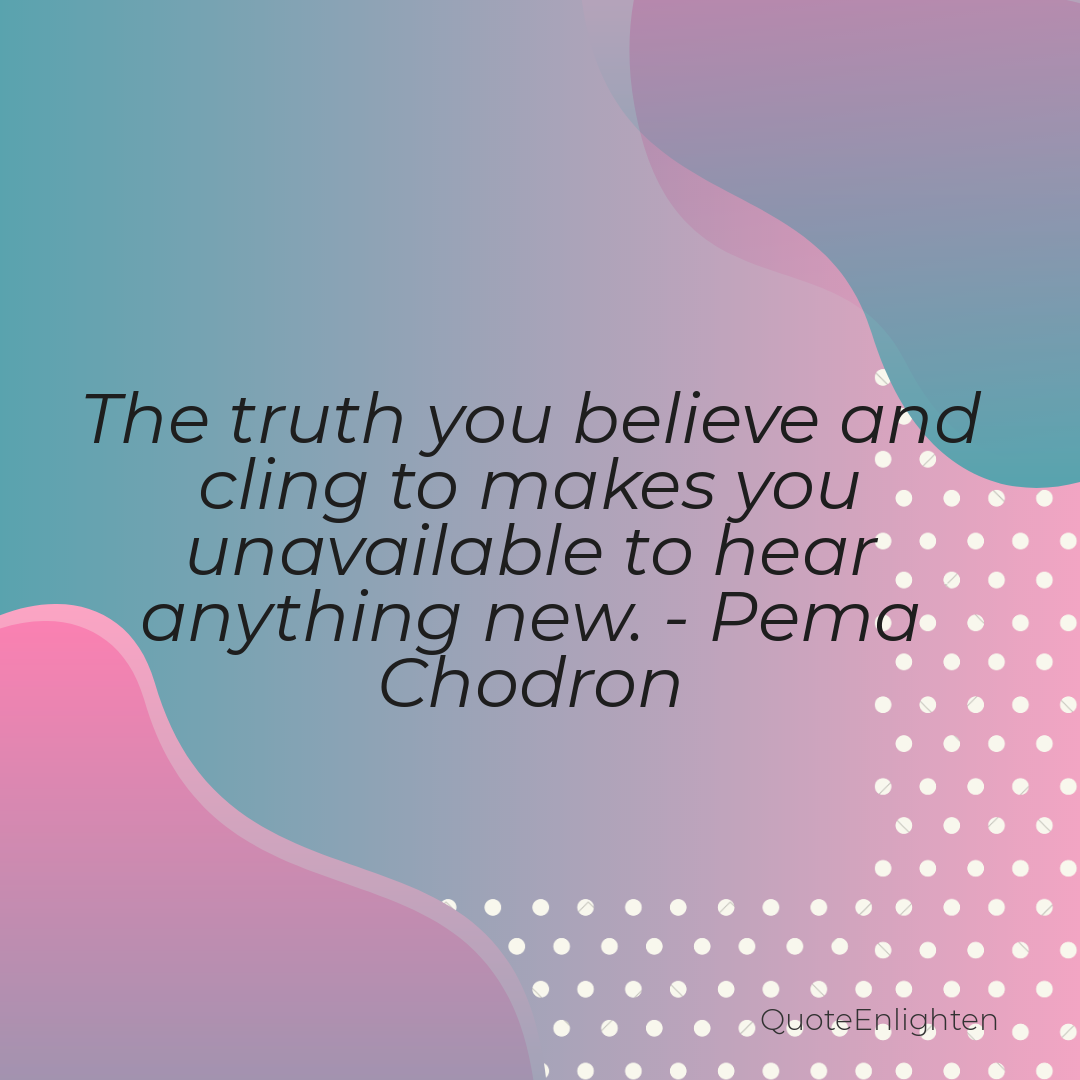 The truth you believe and
cling to makes you
unavailable to hear
anything new. - Pema
Chodron
QuoteEnlighten